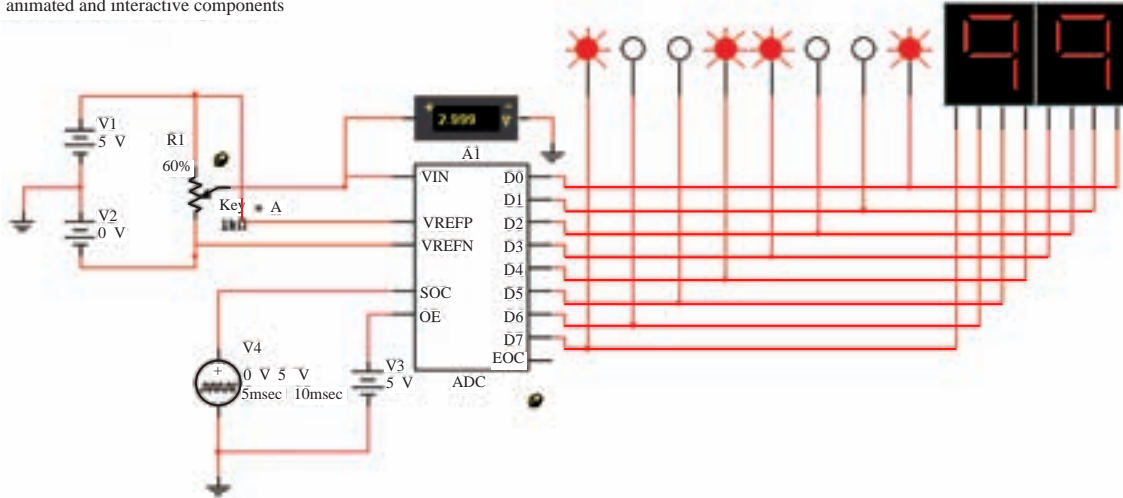 animated and interactive components
V1
5 V
R1
60%
Key = A
1kΩ
V2
0 V
2.999
V
A1
VIN
VREFP
VREFN
SOC
OE
D0
D1
D2
D3
D4
D5
D6
D7
EOC
ADC
V4
0 V 5 V
5msec 10msec
V3
5 V
99